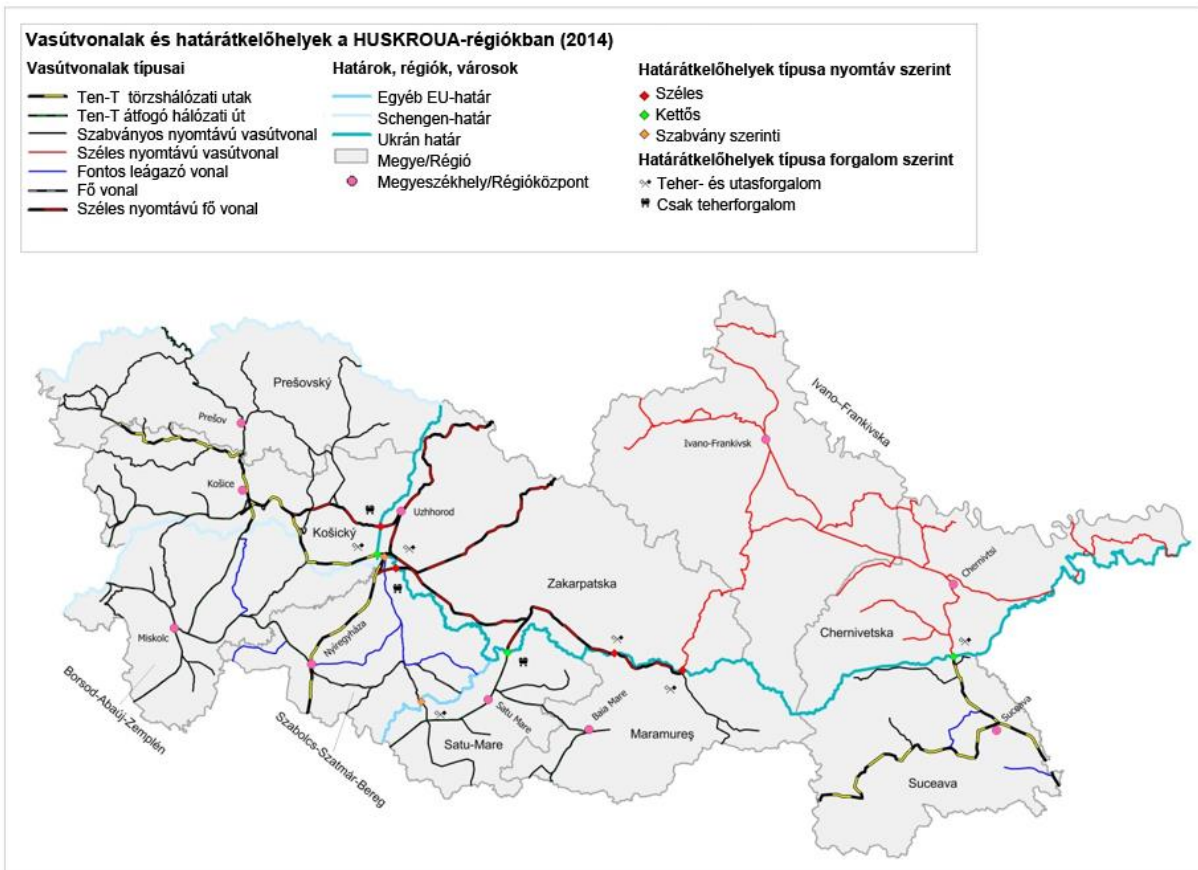 Vasútvonalak és határátkelőhelyek a HUSKROUA-régiókban (2014)
Vasútvonalak típusai
Ten-T törzshálózati utak
Ten-T átfogó hálózati út
Szabványos nyomtávú vasútvonal
Széles nyomtávú vasútvonal
Fontos leágazó vonal
Fő vonal
Széles nyomtávú fő vonal
Határok, régiók, városok
Egyéb EU-határ
Schengen-határ
Ukrán határ
Megye/Régió
Megyeszékhely/Régióközpont
Határátkelőhelyek típusa nyomtáv szerint
Széles
Kettős
Szabvány szerinti
Határátkelőhelyek típusa forgalom szerint
Teher- és utasforgalom
Csak teherforgalom
Prešovský
Ivano-Frankivska
Prešov
Ivano-Frankivsk
Košice
Uzhhorod
Košický
Zakarpatska
Chernivtsi
Miskolc
Nyíregyháza
Chernivetska
Borsod-Abaúj-Zemplén
Szabolcs-Szatmár-Bereg
Satu Mare
Baia Mare
Maramureş
Satu-Mare
Suceava
Suceava